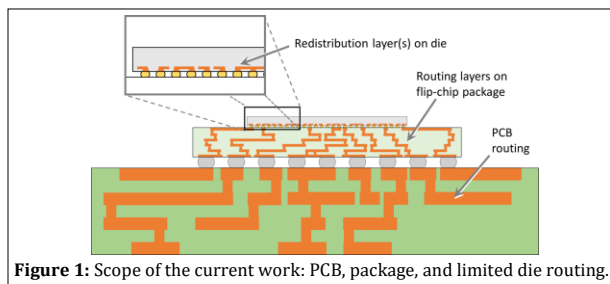 Redistribution layer(s) on die
Routing layers on
flip-chip package
PCB
routing
Figure 1: Scope of the current work: PCB, package, and limited die routing.